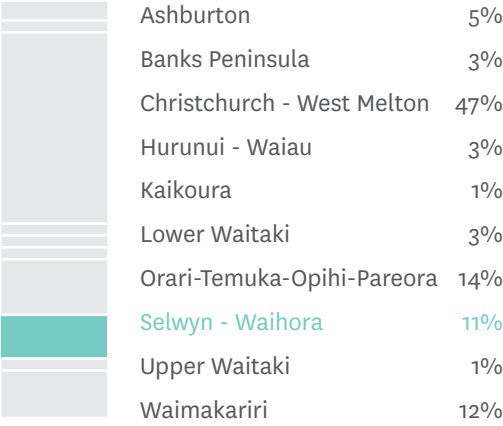 Ashburton 5%
Banks Peninsula 3%
Christchurch - West Melton 47%
Hurunui - Waiau 3%
Kaikoura 1%
Lower Waitaki 3%
Orari-Temuka-Opihi-Pareora 14%
Selwyn - Waihora 11%
Upper Waitaki 1%
Waimakariri 12%